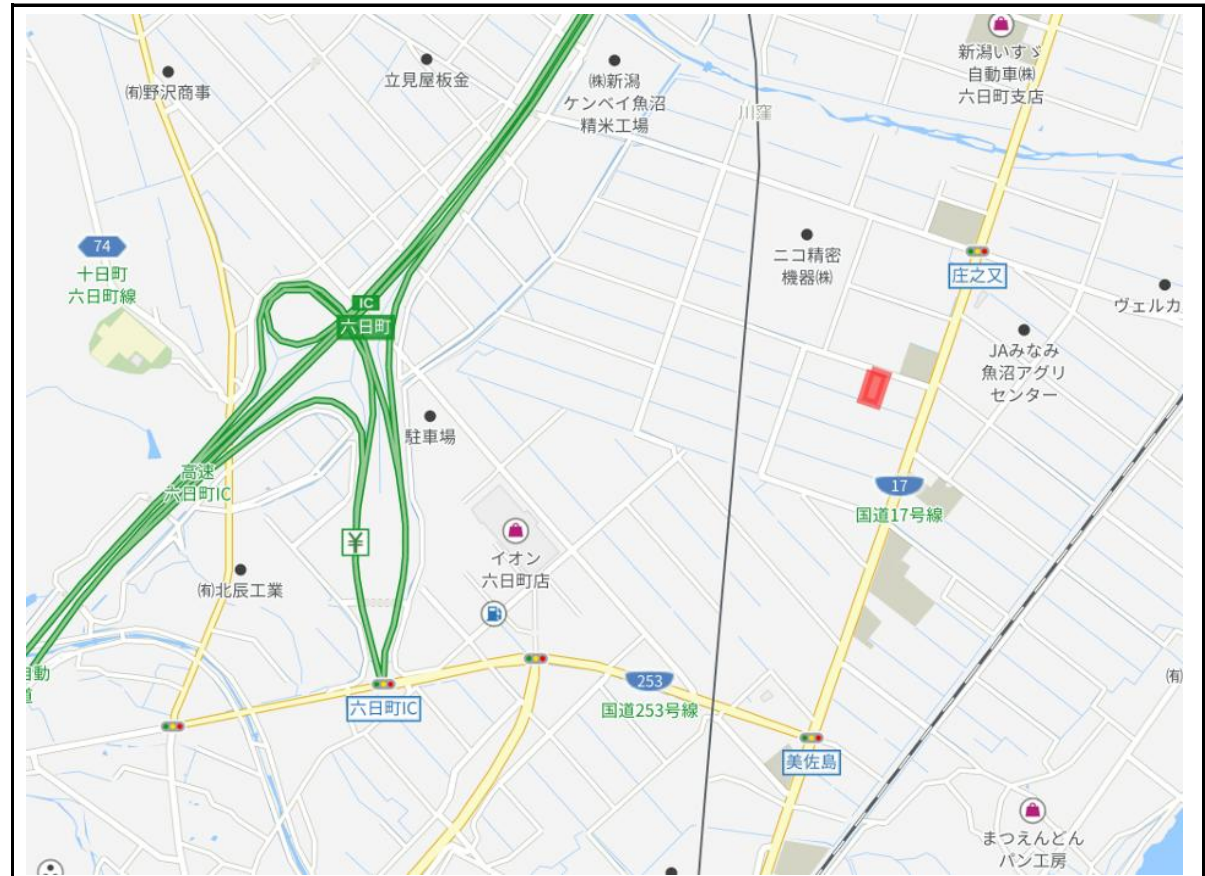 新潟いすゞ
自動車㈱
六日町支店
㈲野沢商事
立見屋板金
㈱新潟
ケンベイ魚沼
精米工場
川窪
74
十日町
六日町線
ニコ精密
機器㈱
庄之又
ヴェルカ
IC
六日町
JAみなみ
魚沼アグリ
センター
駐車場
高速
六日町IC
17
国道17号線
¥
イオン
六日町店
㈲北辰工業
自動
道
253
国道253号線
㈲
六日町IC
美佐島
まつえんどん
パン工房